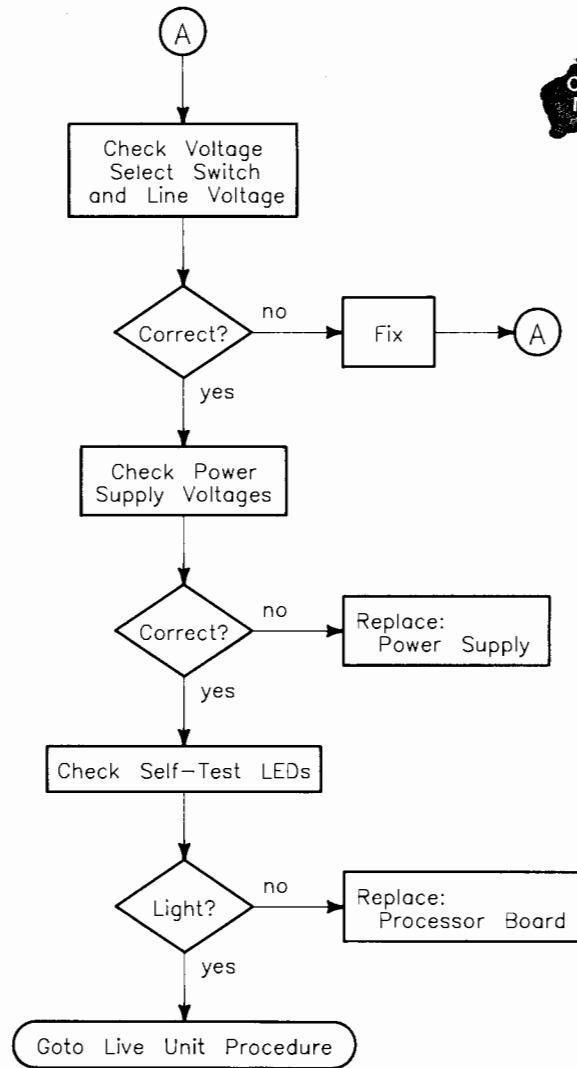 A
Check Voltage
Select Switch
and Line Voltage
Correct?
no
Fix
A
yes
Check Power
Supply Voltages
Correct?
no
Replace:
Power Supply
yes
Check Self-Test LEDs
Light?
no
Replace:
Processor Board
yes
Goto Live Unit Procedure